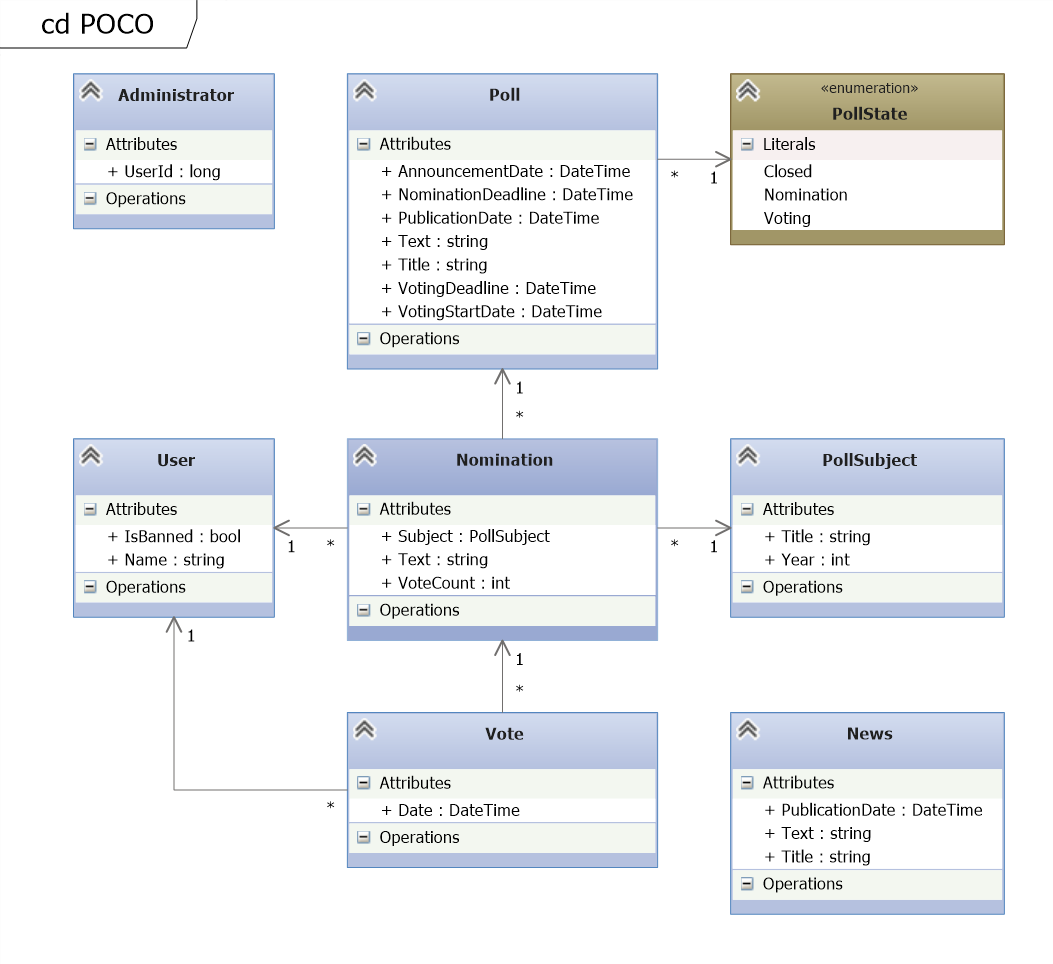 cd POCO
Administrator
Attributes
+ UserId : long
Operations
Poll
Attributes
+ AnnouncementDate : DateTime
+ NominationDeadline : DateTime
+ PublicationDate : DateTime
+ Text : string
+ Title : string
+ VotingDeadline : DateTime
+ VotingStartDate : DateTime
Operations
* 1
«enumeration»
PollState
Literals
Closed
Nomination
Voting
1
*
User
Attributes
+ IsBanned : bool
+ Name : string
Operations
1 *
Nomination
Attributes
+ Subject : PollSubject
+ Text : string
+ VoteCount : int
Operations
* 1
PollSubject
Attributes
+ Title : string
+ Year : int
Operations
1
*
1
*
Vote
Attributes
+ Date : DateTime
Operations
News
Attributes
+ PublicationDate : DateTime
+ Text : string
+ Title : string
Operations